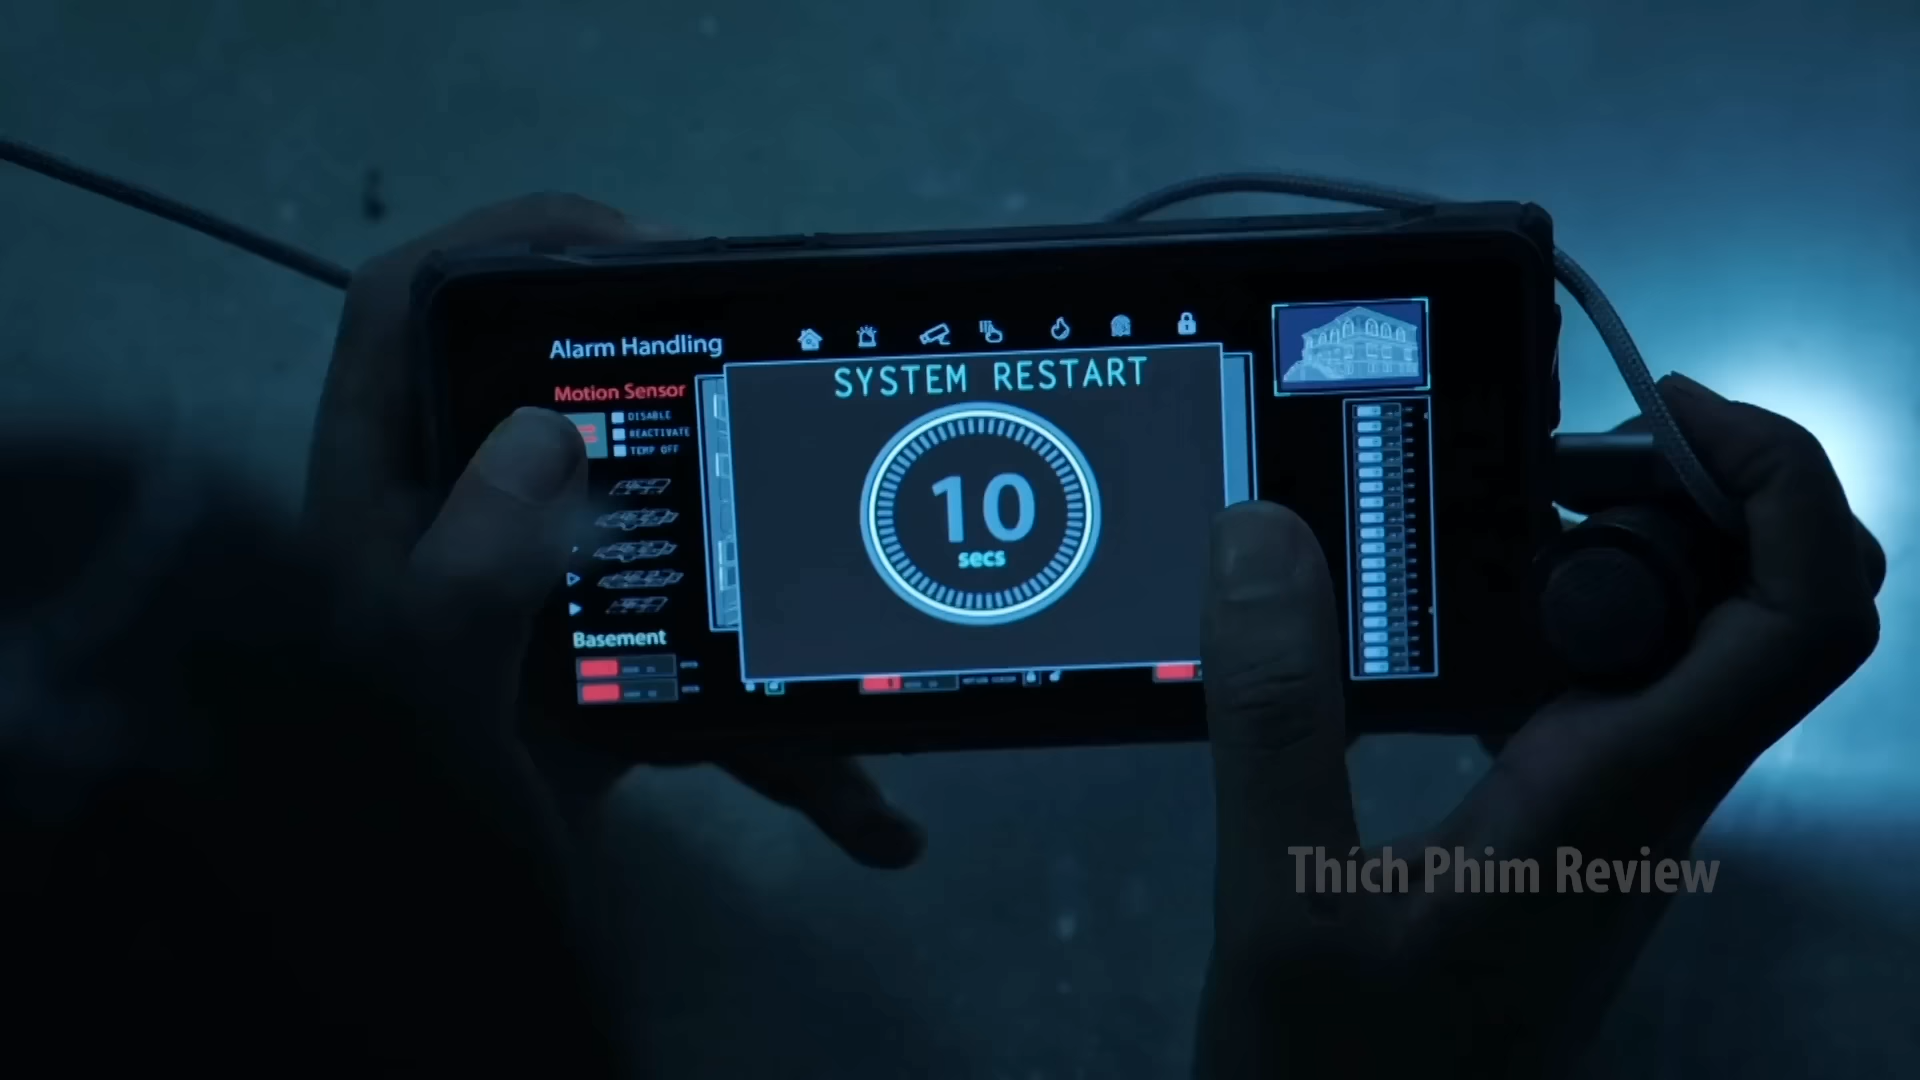 Alarm Handling
Motion Sensor
DISABLE
REACTIVATE
TEMP OFF
SYSTEM RESTART
10
secs
Basement
Thích Phim Review